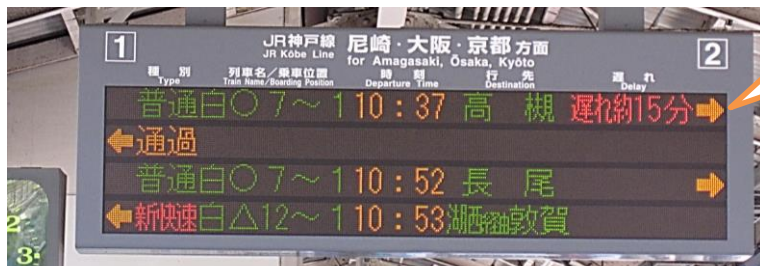 1 JR神戸線 尼崎・大阪・京都 方面 2
JR Kōbe Line for Amagasaki, Ōsaka, Kyōto
種別 列車名/乗車位置 時刻 行先 遅れ
Type Train Name/Boarding Position Departure Time Destination Delay
普通 白○ 7～1 10:37 高槻 遅れ約15分➡
⬅通過
普通 白○ 7～1 10:52 長尾 ➡
⬅新快速 白△ 12～1 10:53 湖西経由敦賀
2
3